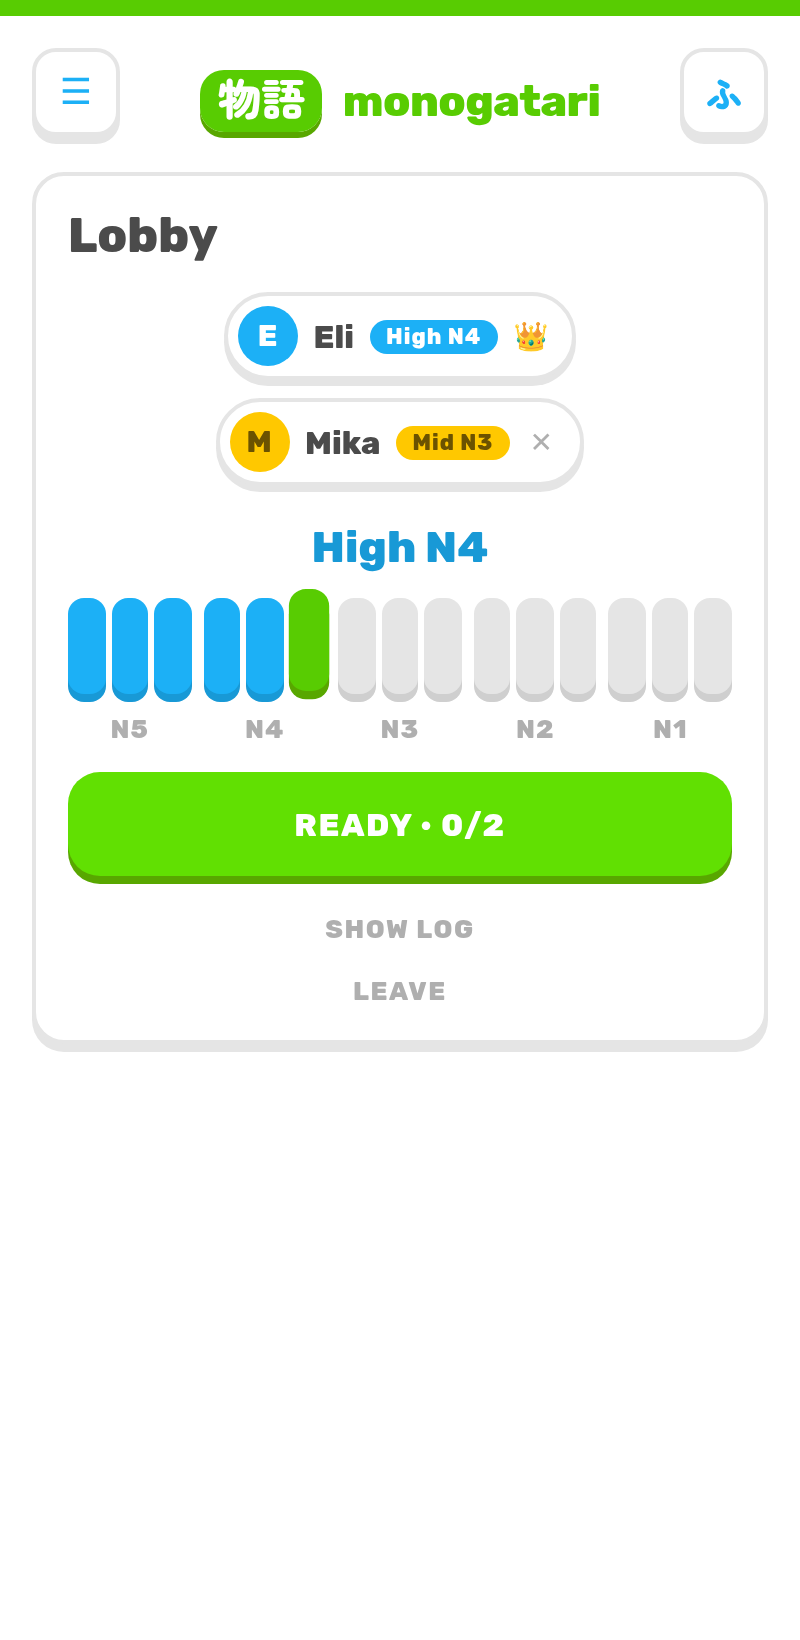 ☰ 物語 monogatari ふ
Lobby
E Eli High N4 👑
M Mika Mid N3 ✕
High N4
N5 N4 N3 N2 N1
READY · 0/2
SHOW LOG
LEAVE